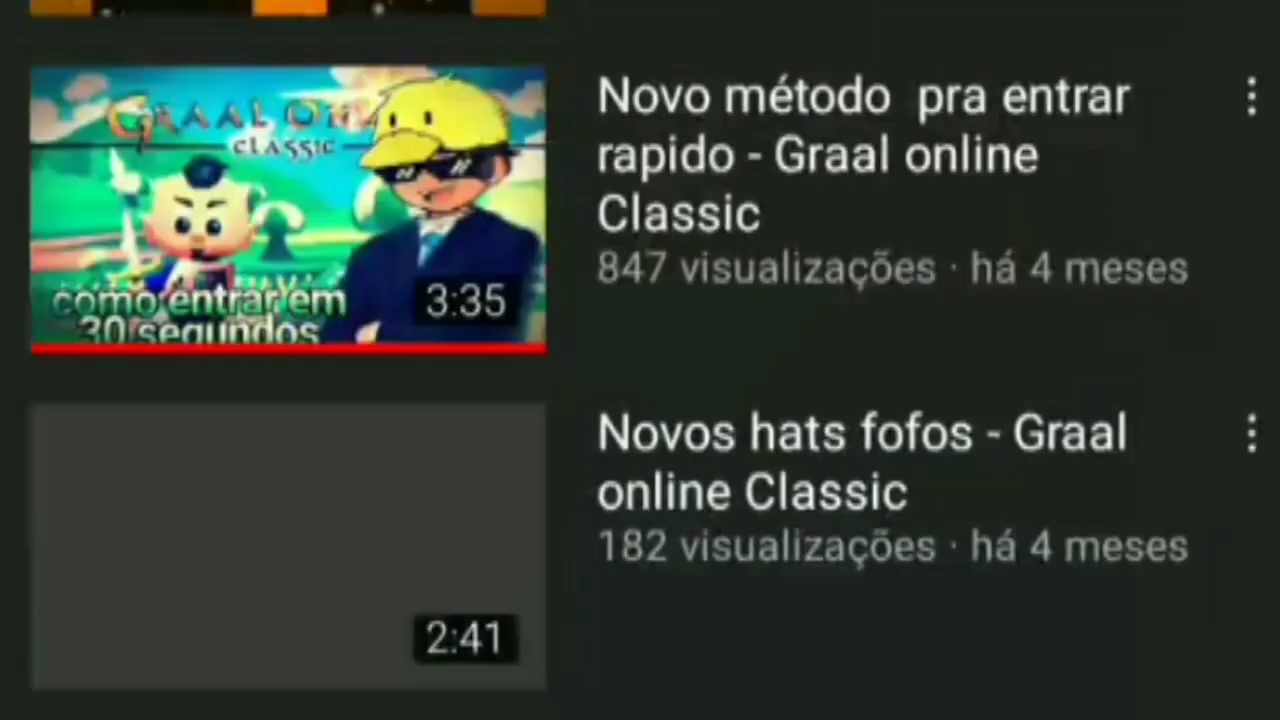 GRAAL ONL
CLASSIC
como entrar em
30 segundos
3:35
Novo método pra entrar
rapido - Graal online
Classic
847 visualizações · há 4 meses
2:41
Novos hats fofos - Graal
online Classic
182 visualizações · há 4 meses